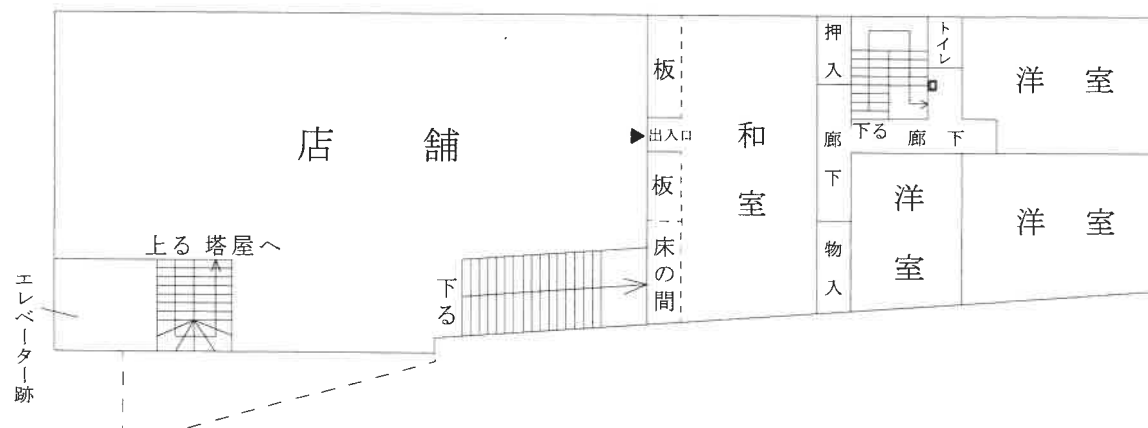 店舗
上る 塔屋へ
エレベーター跡
下る
板
出入口
板
床の間
和室
押入
廊下
物入
下る
廊下
トイレ
洋室
洋室
洋室